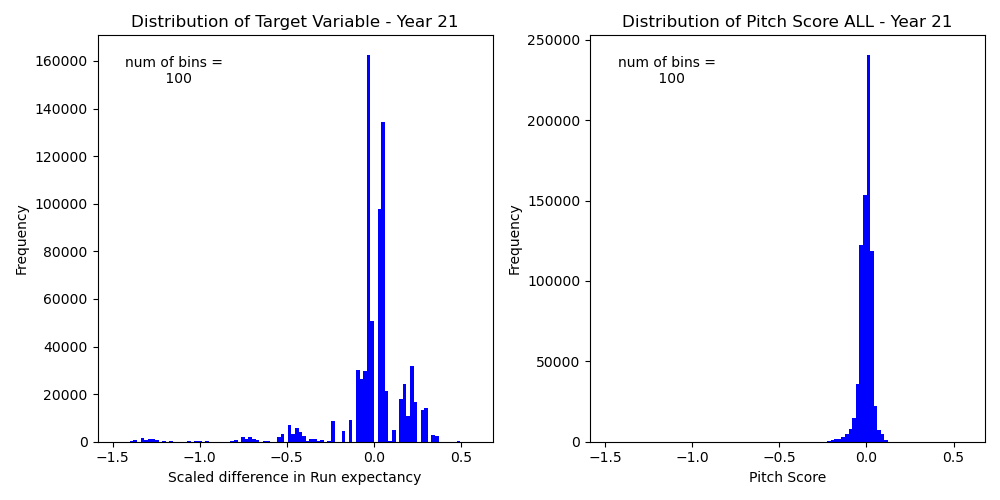 Distribution of Target Variable - Year 21
num of bins =
100
Frequency
160000
140000
120000
100000
80000
60000
40000
20000
0
−1.5 −1.0 −0.5 0.0 0.5
Scaled difference in Run expectancy
Distribution of Pitch Score ALL - Year 21
num of bins =
100
Frequency
250000
200000
150000
100000
50000
0
−1.5 −1.0 −0.5 0.0 0.5
Pitch Score